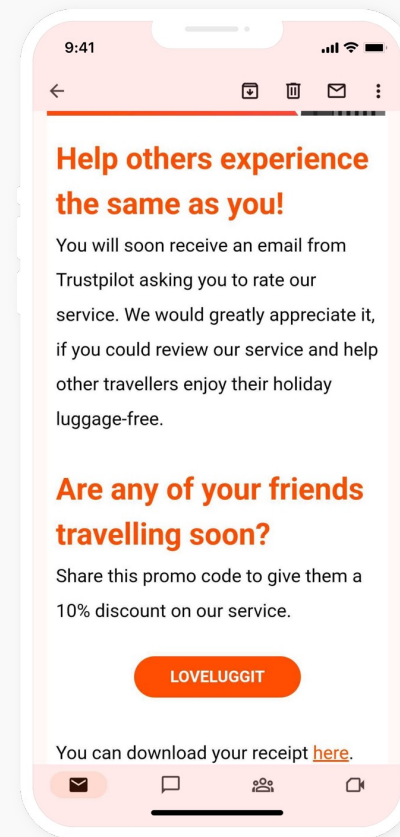 9:41
Help others experience
the same as you!
You will soon receive an email from
Trustpilot asking you to rate our
service. We would greatly appreciate it,
if you could review our service and help
other travellers enjoy their holiday
luggage-free.
Are any of your friends
travelling soon?
Share this promo code to give them a
10% discount on our service.
LOVELUGGIT
You can download your receipt here.